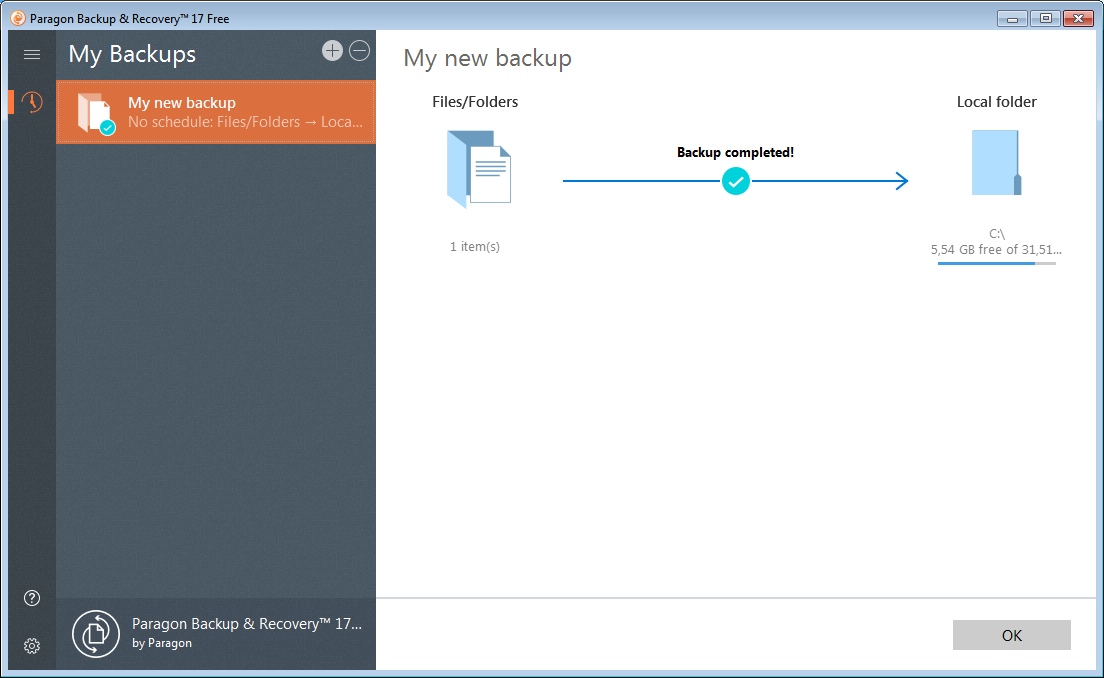 Paragon Backup & Recovery™ 17 Free
My Backups
My new backup
No schedule: Files/Folders → Loca...
Paragon Backup & Recovery™ 17...
by Paragon
My new backup
Files/Folders
Local folder
Backup completed!
1 item(s)
C:\
5,54 GB free of 31,51...
OK